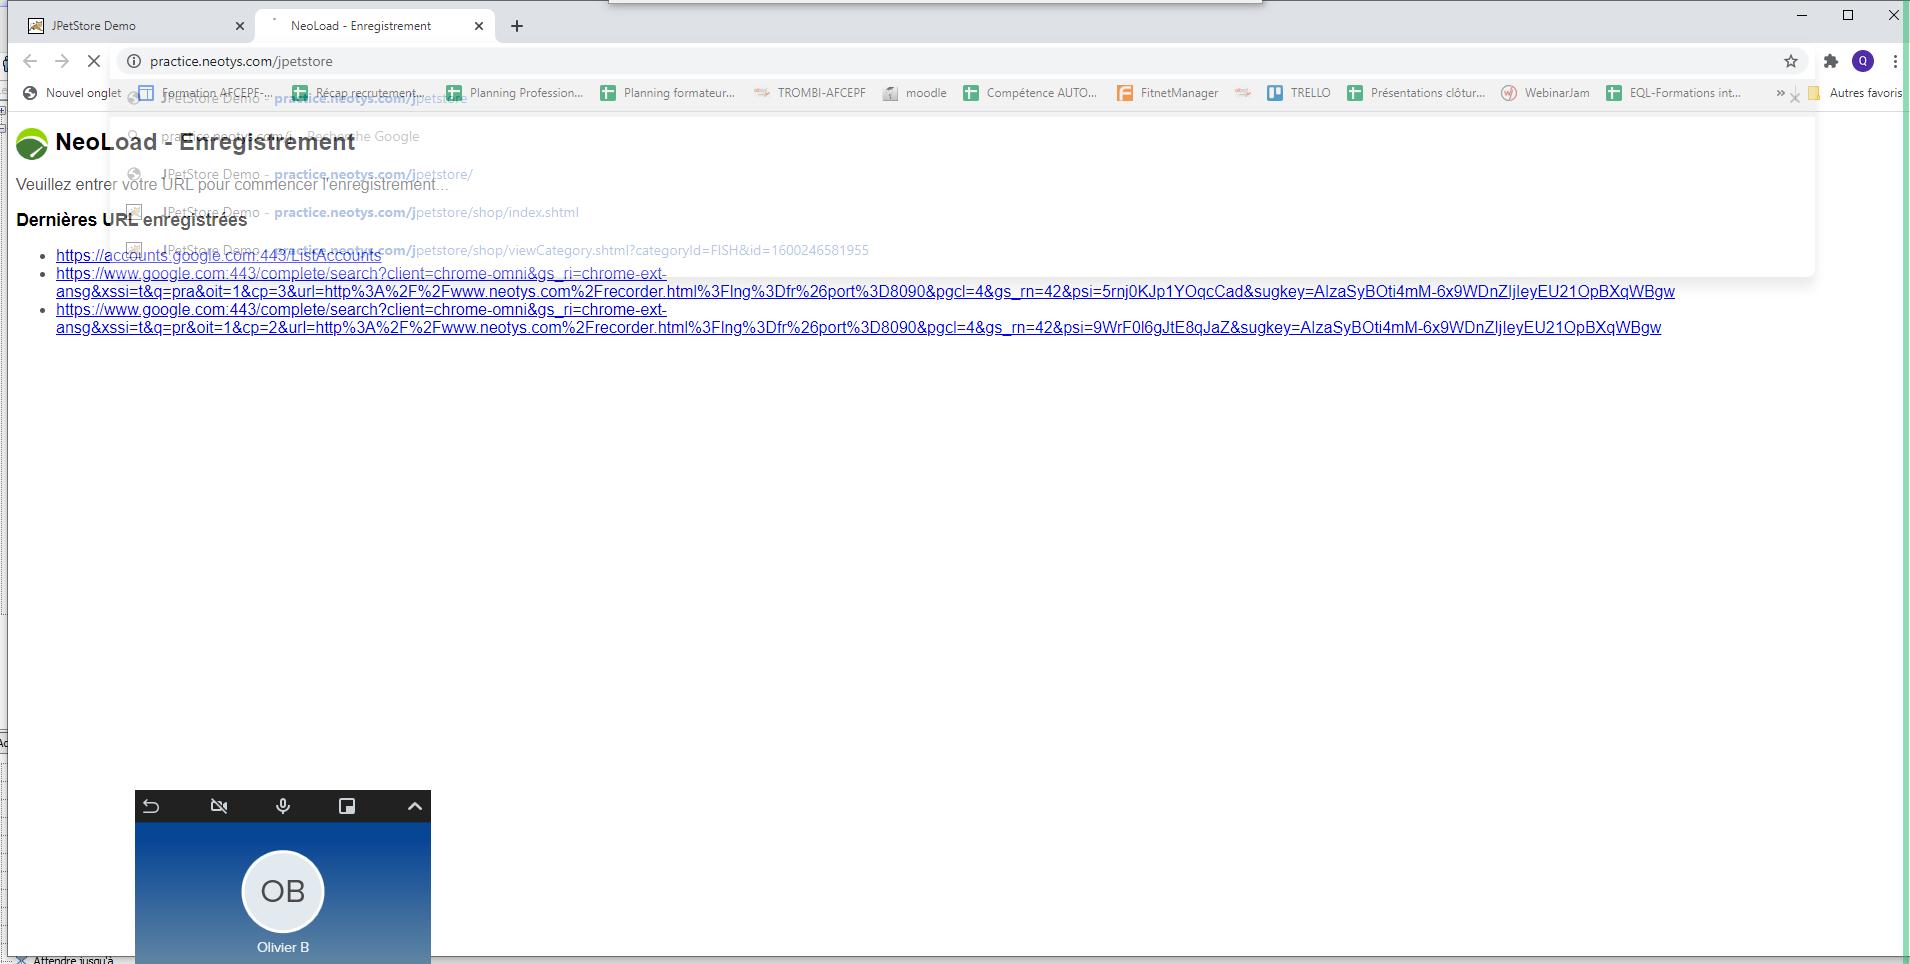 JPetStore Demo
NeoLoad - Enregistrement
practice.neotys.com/jpetstore
Q
Nouvel onglet
Formation AFCEPF-...
Récap recrutement...
Planning Profession...
Planning formateur...
TROMBI-AFCEPF
moodle
Compétence AUTO...
FitnetManager
TRELLO
Présentations clôtur...
WebinarJam
EQL-Formations int...
»
Autres favoris
JPetStore Demo - practice.neotys.com/jpetstore
practice.neotys.com/j - Recherche Google
NeoLoad - Enregistrement
JPetStore Demo - practice.neotys.com/jpetstore/
Veuillez entrer votre URL pour commencer l'enregistrement...
JPetStore Demo - practice.neotys.com/jpetstore/shop/index.shtml
Dernières URL enregistrées
JPetStore Demo - practice.neotys.com/jpetstore/shop/viewCategory.shtml?categoryId=FISH&id=1600246581955
https://accounts.google.com:443/ListAccounts
https://www.google.com:443/complete/search?client=chrome-omni&gs_ri=chrome-ext-
ansg&xssi=t&q=pra&oit=1&cp=3&url=http%3A%2F%2Fwww.neotys.com%2Frecorder.html%3Flng%3Dfr%26port%3D8090&pgcl=4&gs_rn=42&psi=5rnj0KJp1YOqcCad&sugkey=AIzaSyBOti4mM-6x9WDnZIjIeyEU21OpBXqWBgw
https://www.google.com:443/complete/search?client=chrome-omni&gs_ri=chrome-ext-
ansg&xssi=t&q=pr&oit=1&cp=2&url=http%3A%2F%2Fwww.neotys.com%2Frecorder.html%3Flng%3Dfr%26port%3D8090&pgcl=4&gs_rn=42&psi=9WrF0l6gJtE8qJaZ&sugkey=AIzaSyBOti4mM-6x9WDnZIjIeyEU21OpBXqWBgw
OB
Olivier B
Attendre jusqu'à